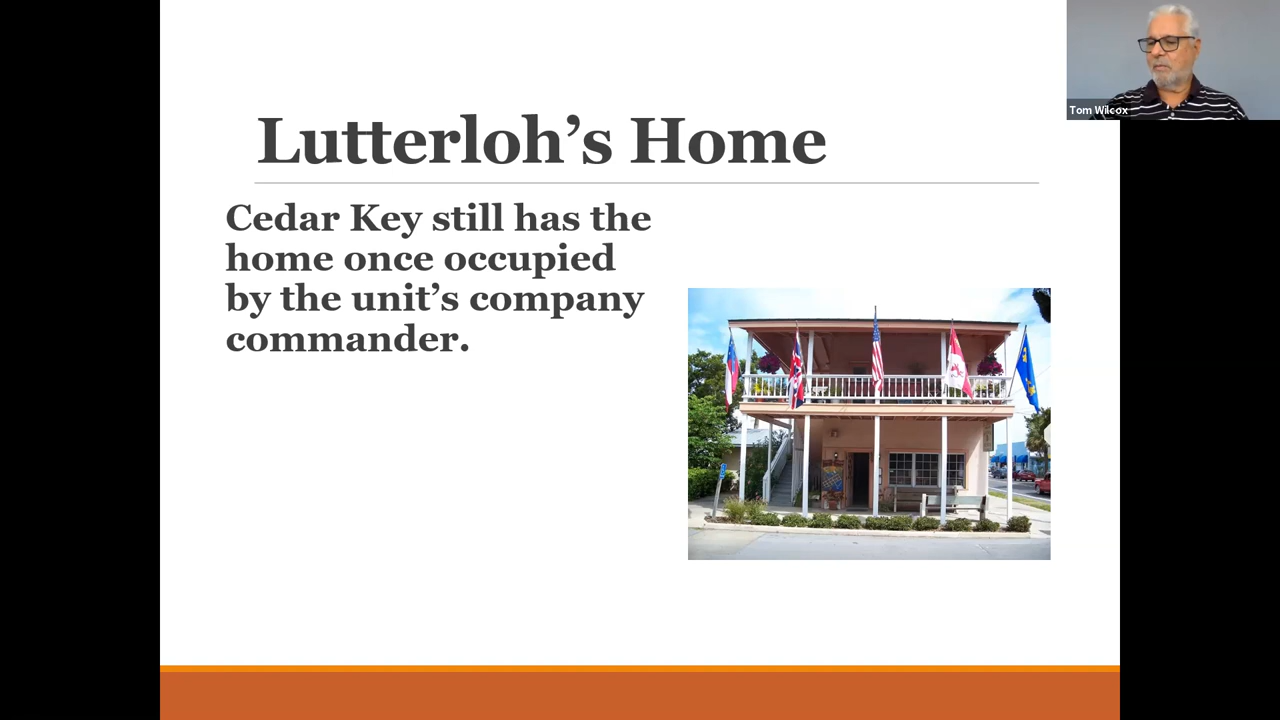 Lutterloh’s Home
Cedar Key still has the
home once occupied
by the unit’s company
commander.
Tom Wilcox